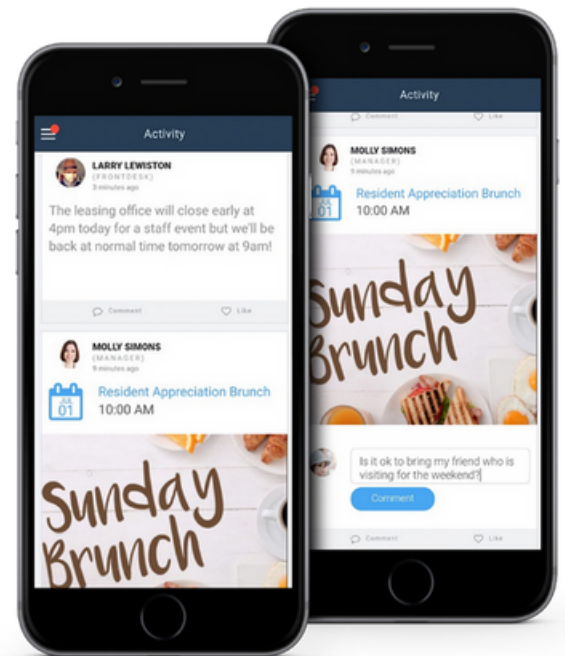 Activity
LARRY LEWISTON
(FRONTDESK)
3 minutes ago
The leasing office will close early at
4pm today for a staff event but we'll be
back at normal time tomorrow at 9am!
Comment
Like
MOLLY SIMONS
(MANAGER)
9 minutes ago
JUL
01
Resident Appreciation Brunch
10:00 AM
Sunday
Brunch
Activity
Comment
Like
MOLLY SIMONS
(MANAGER)
9 minutes ago
JUL
01
Resident Appreciation Brunch
10:00 AM
Sunday
Brunch
Is it ok to bring my friend who is
visiting for the weekend?
Comment
Comment
Like